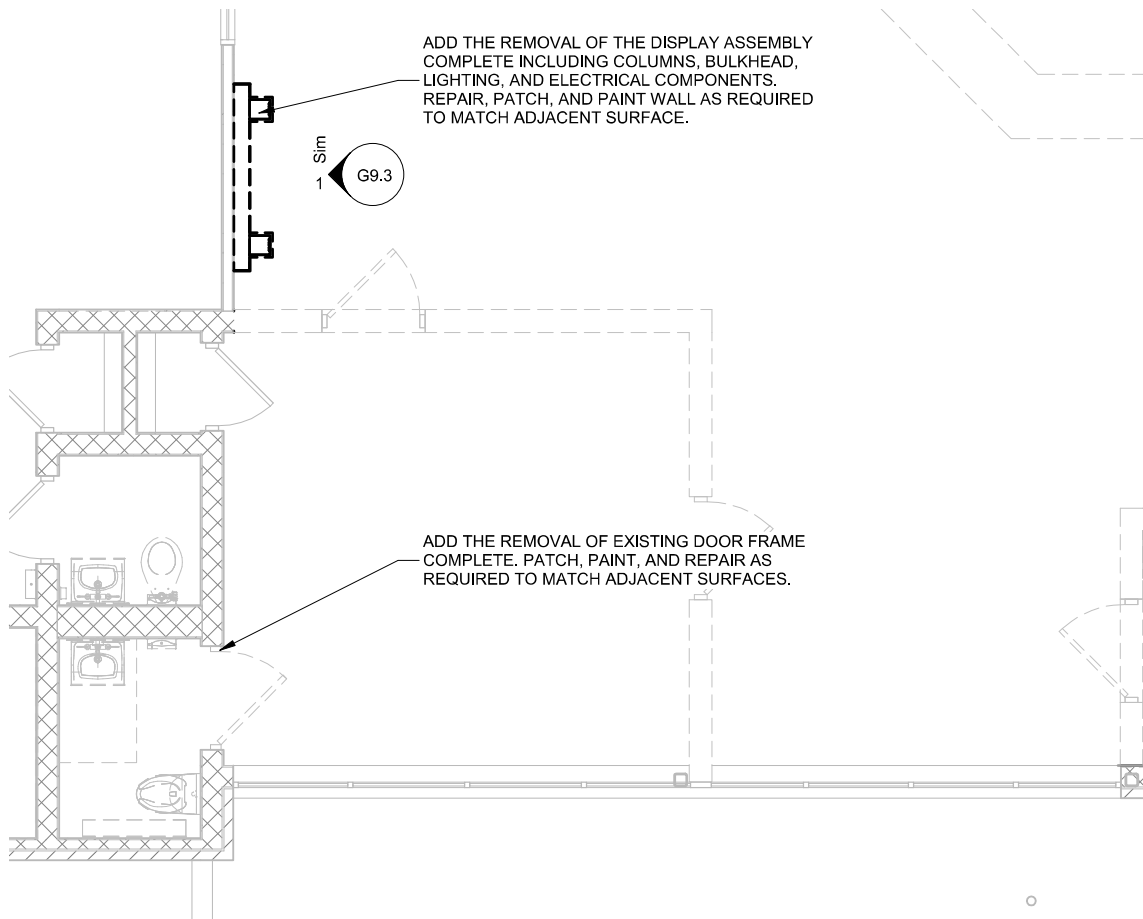 ADD THE REMOVAL OF THE DISPLAY ASSEMBLY
COMPLETE INCLUDING COLUMNS, BULKHEAD,
LIGHTING, AND ELECTRICAL COMPONENTS.
REPAIR, PATCH, AND PAINT WALL AS REQUIRED
TO MATCH ADJACENT SURFACE.
Sim
1
G9.3
ADD THE REMOVAL OF EXISTING DOOR FRAME
COMPLETE. PATCH, PAINT, AND REPAIR AS
REQUIRED TO MATCH ADJACENT SURFACES.